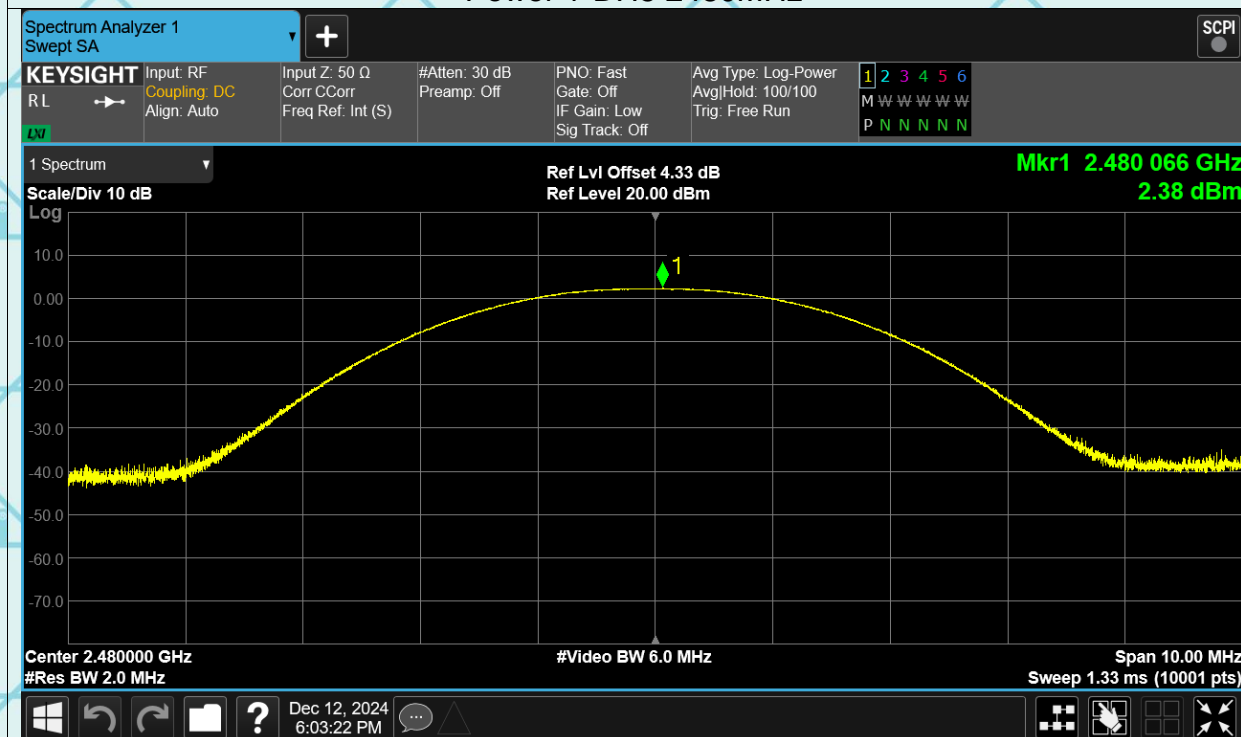 Spectrum Analyzer 1
Swept SA
+
SCPI
KEYSIGHT
R L
LXI
Input: RF
Coupling: DC
Align: Auto
Input Z: 50 Ω
Corr CCorr
Freq Ref: Int (S)
#Atten: 30 dB
Preamp: Off
PNO: Fast
Gate: Off
IF Gain: Low
Sig Track: Off
Avg Type: Log-Power
Avg|Hold: 100/100
Trig: Free Run
1 2 3 4 5 6
M W W W W W
P N N N N N
1 Spectrum
Scale/Div 10 dB
Log
Ref Lvl Offset 4.33 dB
Ref Level 20.00 dBm
Mkr1 2.480 066 GHz
2.38 dBm
1
10.0
0.00
-10.0
-20.0
-30.0
-40.0
-50.0
-60.0
-70.0
Center 2.480000 GHz
#Res BW 2.0 MHz
#Video BW 6.0 MHz
Span 10.00 MHz
Sweep 1.33 ms (10001 pts)
?
Dec 12, 2024
6:03:22 PM